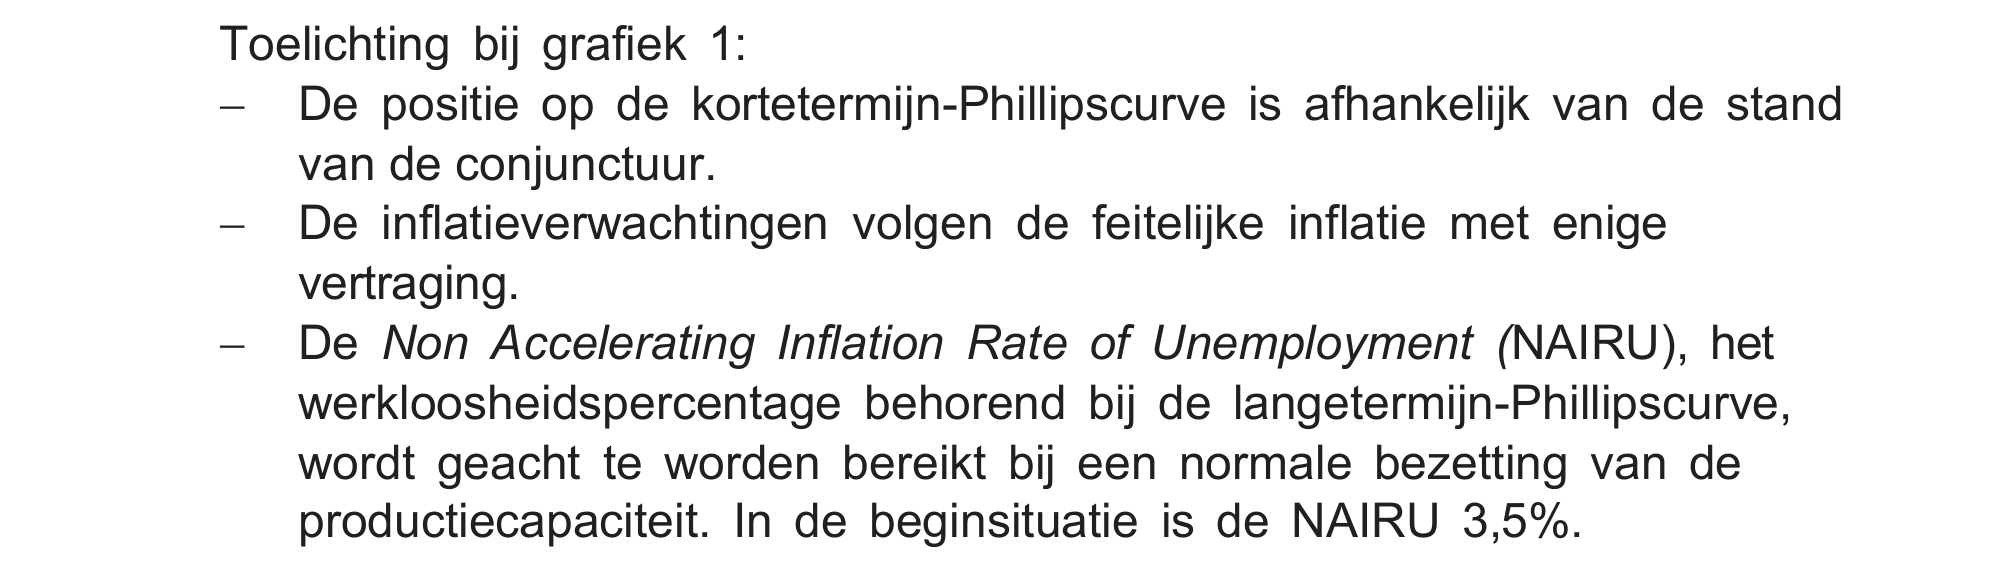 Toelichting bij grafiek 1:
– De positie op de kortetermijn-Phillipscurve is afhankelijk van de stand
van de conjunctuur.
– De inflatieverwachtingen volgen de feitelijke inflatie met enige
vertraging.
– De Non Accelerating Inflation Rate of Unemployment (NAIRU), het
werkloosheidspercentage behorend bij de langetermijn-Phillipscurve,
wordt geacht te worden bereikt bij een normale bezetting van de
productiecapaciteit. In de beginsituatie is de NAIRU 3,5%.